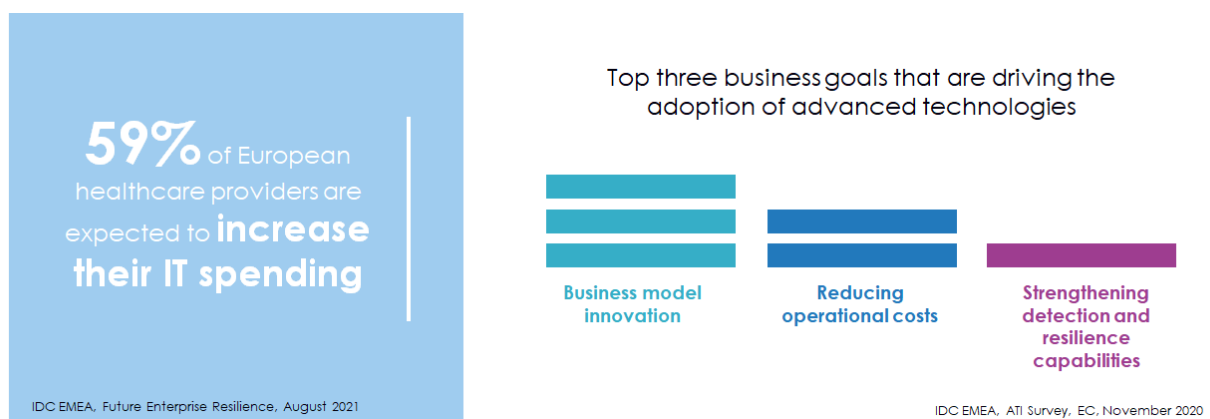 59% of European
healthcare providers are
expected to increase
their IT spending
IDC EMEA, Future Enterprise Resilience, August 2021
Top three business goals that are driving the
adoption of advanced technologies
Business model
innovation
Reducing
operational costs
Strengthening
detection and
resilience
capabilities
IDC EMEA, ATI Survey, EC, November 2020